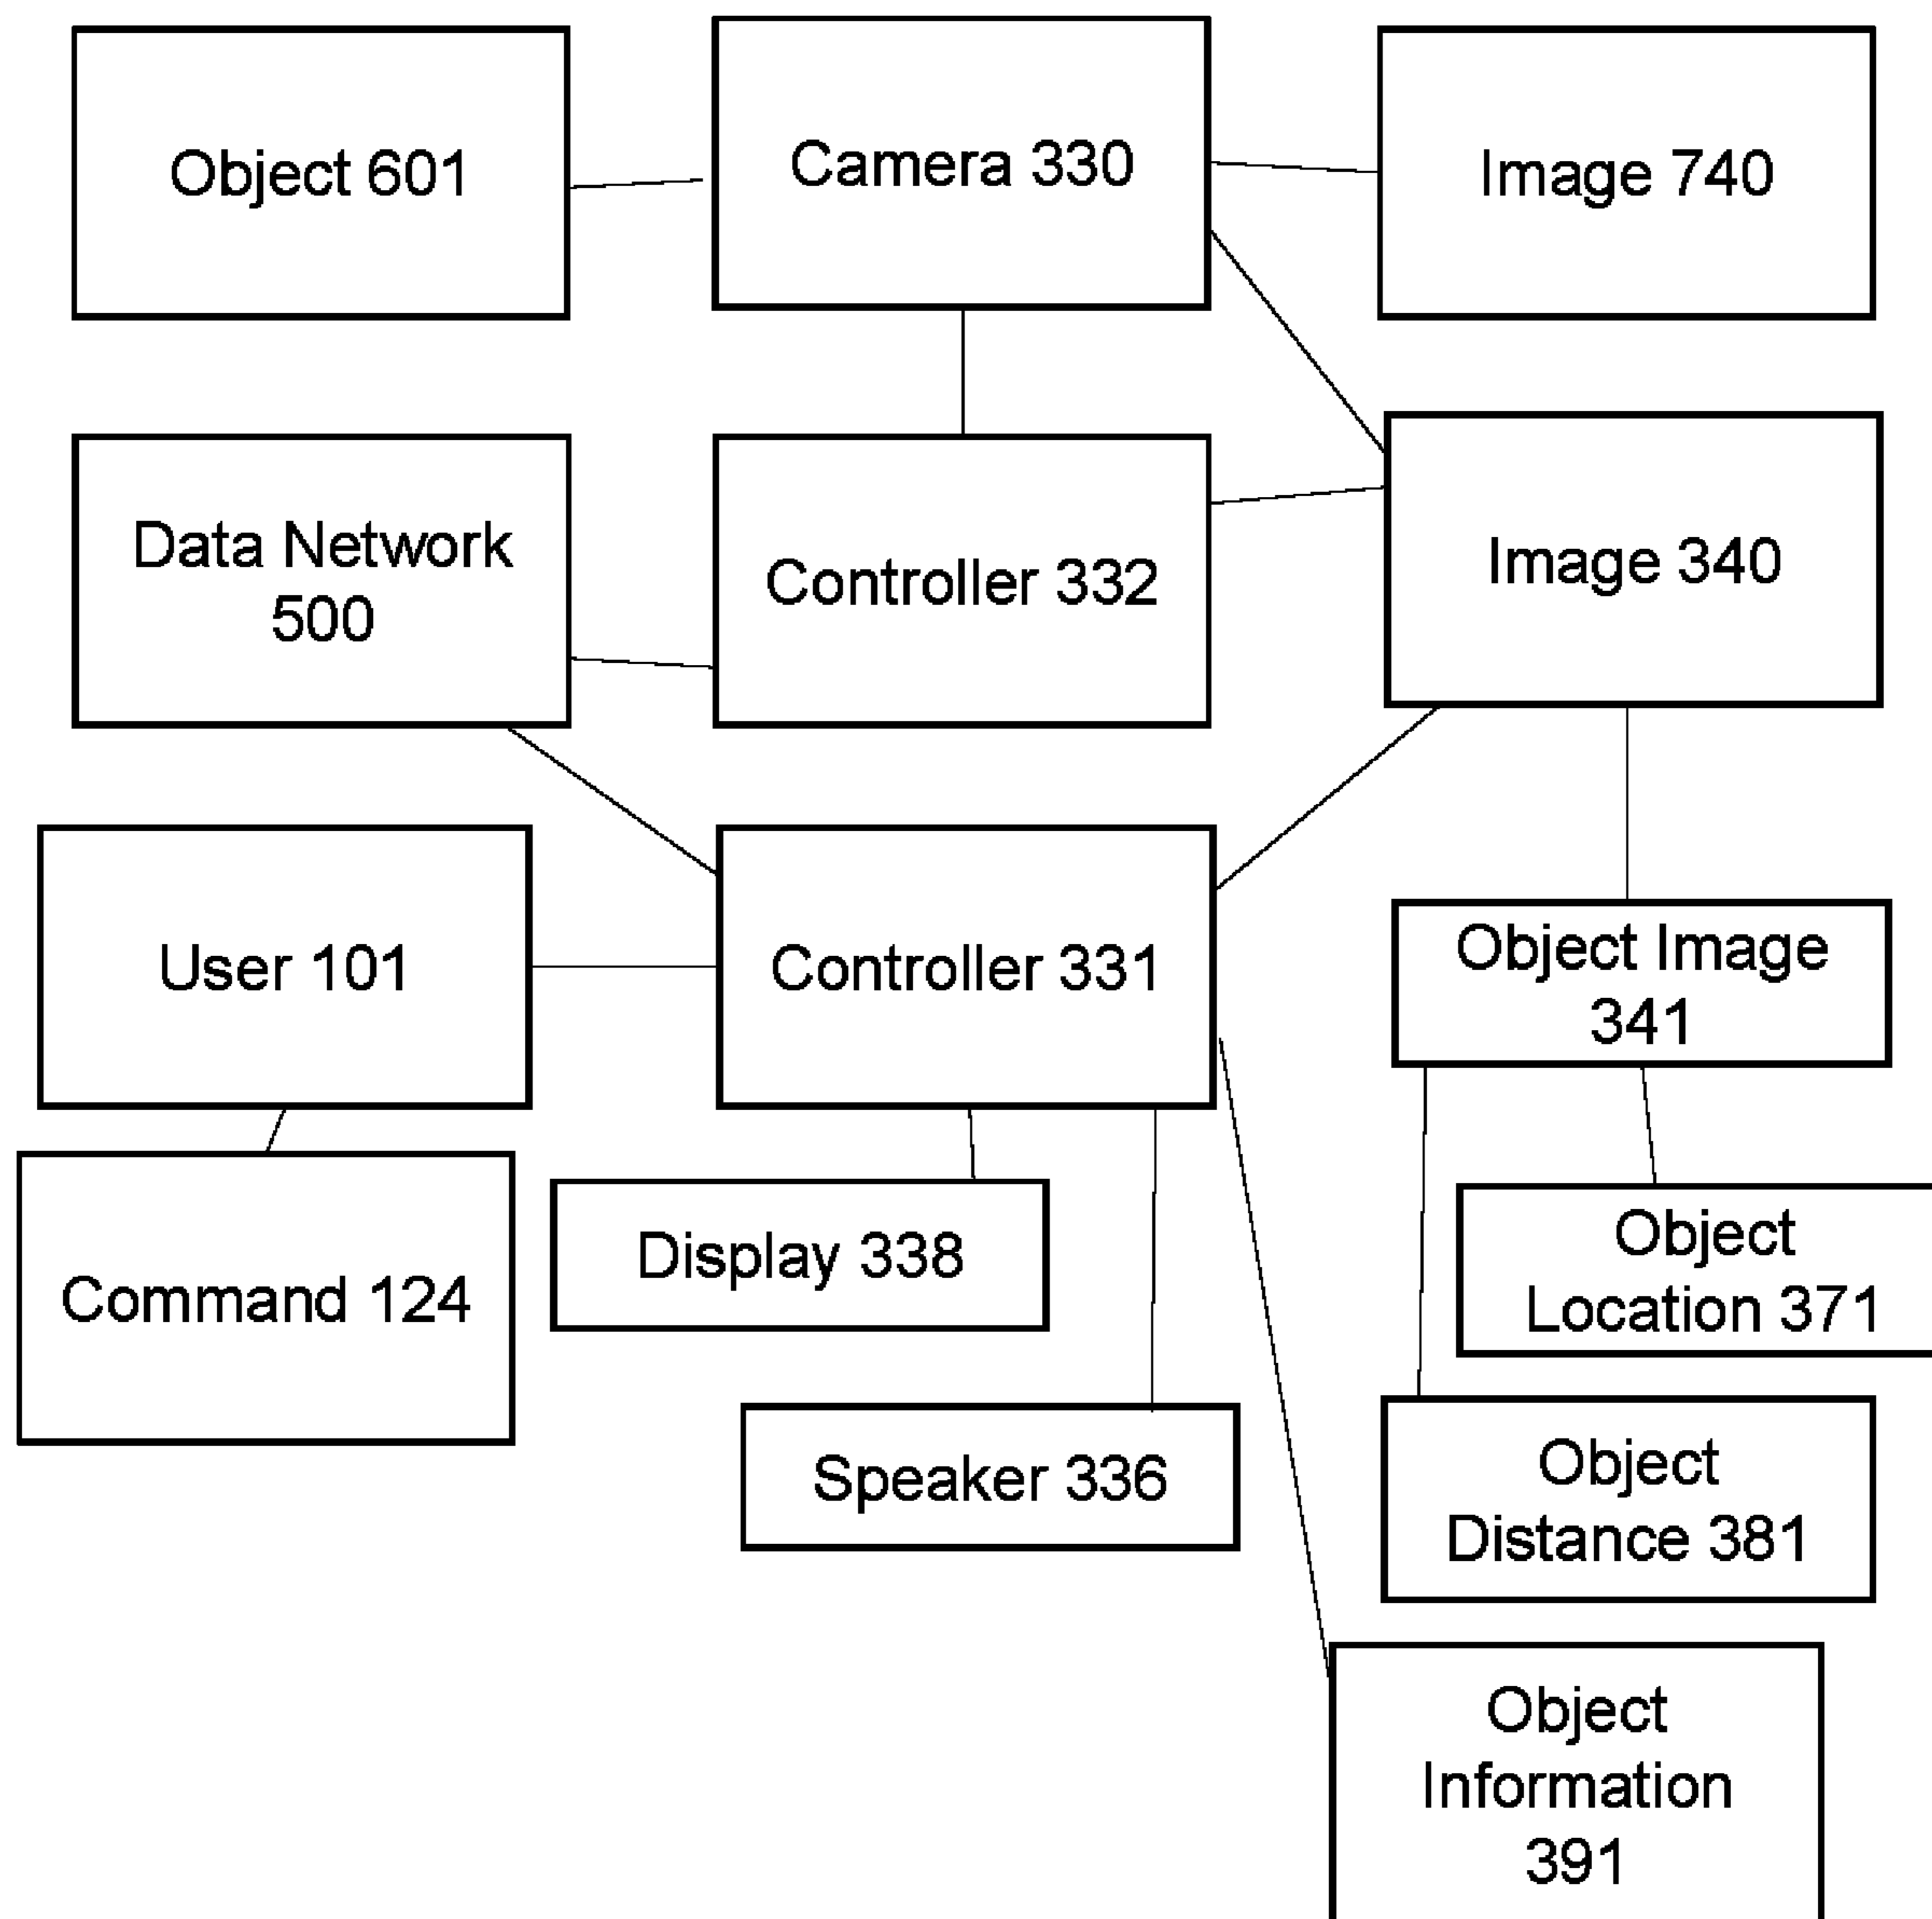 Object 601
Camera 330
Image 740
Data Network
500
Controller 332
Image 340
User 101
Controller 331
Object Image
341
Command 124
Display 338
Object
Location 371
Speaker 336
Object
Distance 381
Object
Information
391